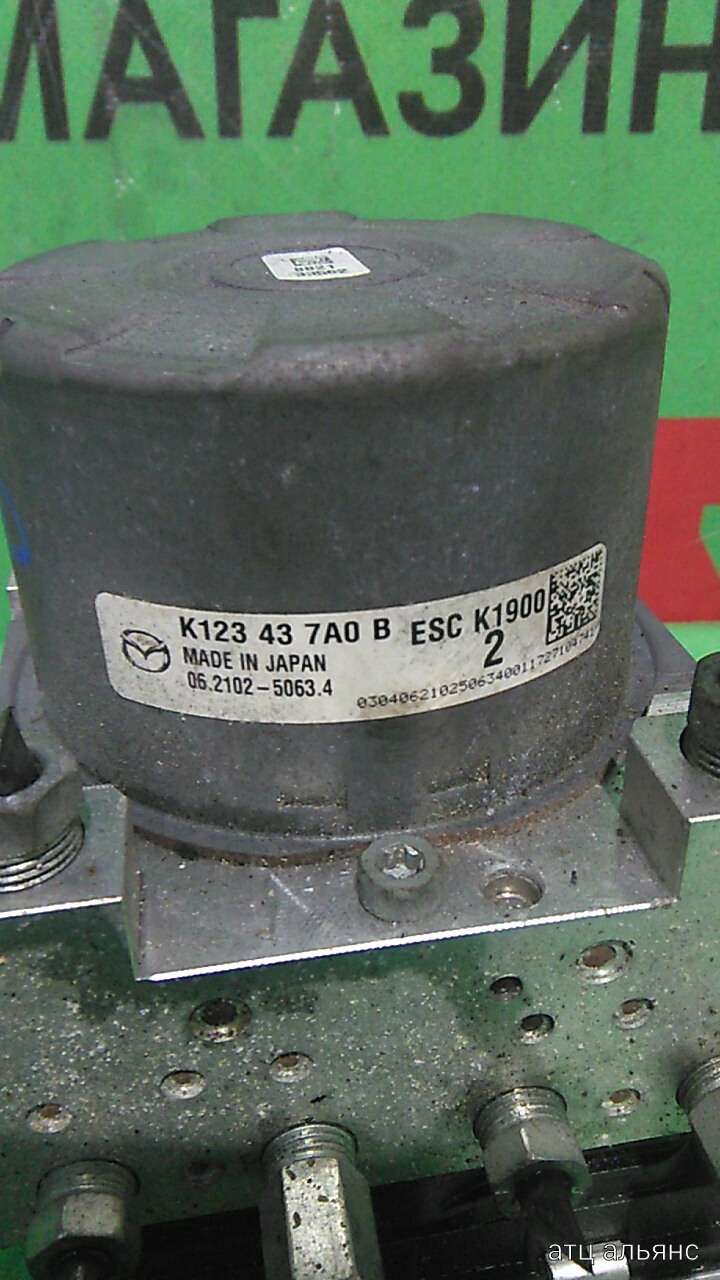 МАГАЗИН
K123 43 7A0 B ESC K1900
MADE IN JAPAN 2
06.2102-5063.4
атц альянс